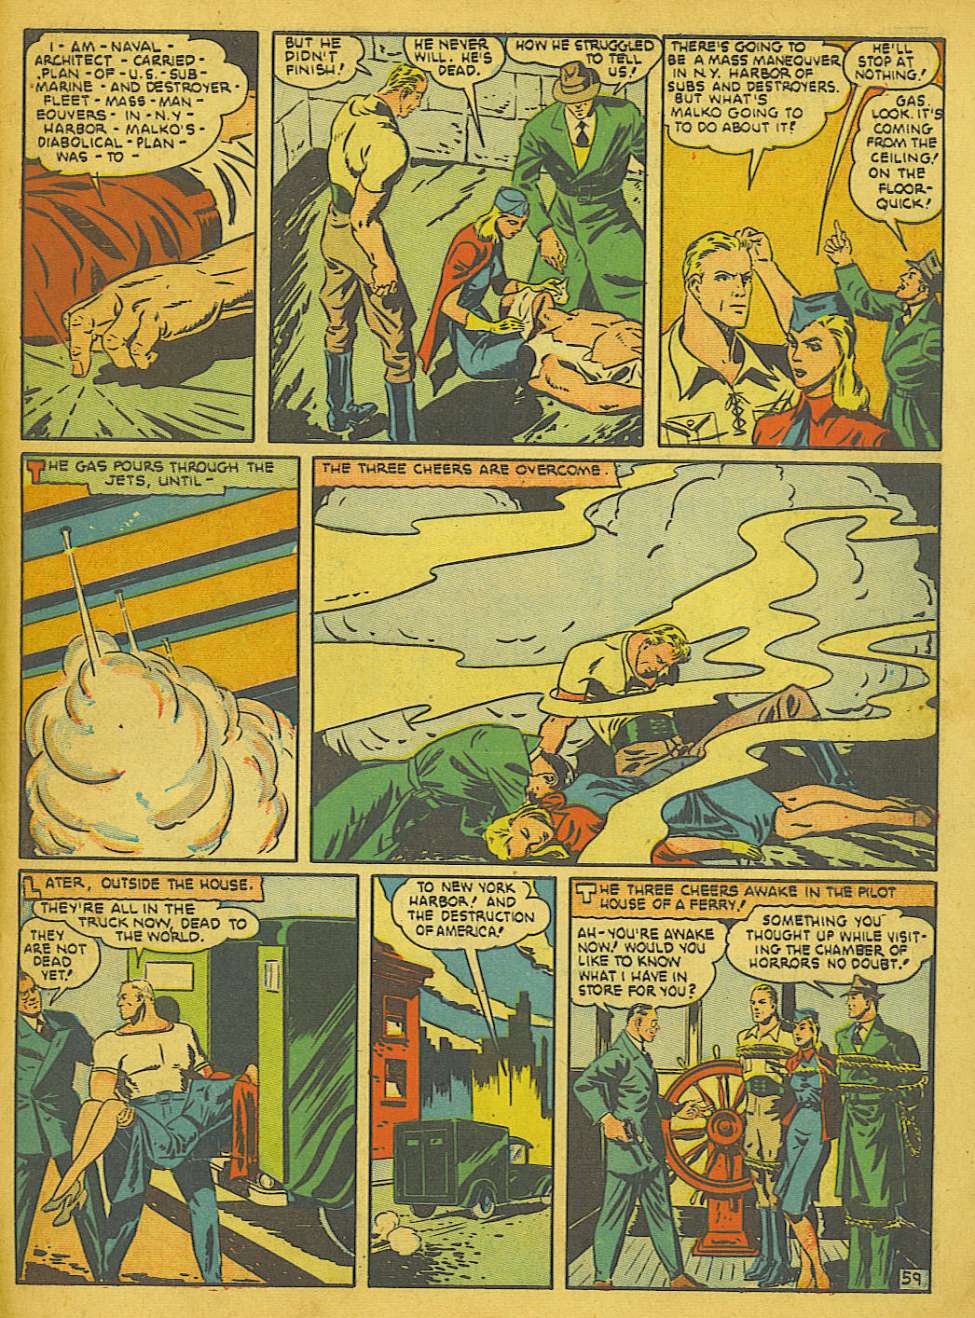 I - AM - NAVAL -
ARCHITECT - CARRIED -
PLAN - OF - U.S. - SUB -
MARINE - AND DESTROYER -
FLEET - MASS - MAN -
EOUVERS - IN - N.Y -
HARBOR - MALKO'S -
DIABOLICAL - PLAN -
WAS - TO -
BUT HE
DIDN'T
FINISH!
HE NEVER
WILL. HE'S
DEAD.
HOW HE STRUGGLED
TO TELL
US!
THERE'S GOING TO
BE A MASS MANEOUVER
IN N.Y. HARBOR OF
SUBS AND DESTROYERS.
BUT WHAT'S
MALKO GOING TO
TO DO ABOUT IT?
HE'LL
STOP AT
NOTHING!
GAS
LOOK. IT'S
COMING
FROM THE
CEILING!
ON THE
FLOOR-
QUICK!
THE GAS POURS THROUGH THE
JETS, UNTIL -
THE THREE CHEERS ARE OVERCOME.
LATER, OUTSIDE THE HOUSE.
THEY'RE ALL IN THE
TRUCK NOW, DEAD TO
THE WORLD.
THEY
ARE NOT
DEAD
YET!
TO NEW YORK
HARBOR! AND
THE DESTRUCTION
OF AMERICA!
THE THREE CHEERS AWAKE IN THE PILOT
HOUSE OF A FERRY!
AH-YOU'RE AWAKE
NOW! WOULD YOU
LIKE TO KNOW
WHAT I HAVE IN
STORE FOR YOU?
SOMETHING YOU
THOUGHT UP WHILE VISIT-
ING THE CHAMBER OF
HORRORS NO DOUBT!
59